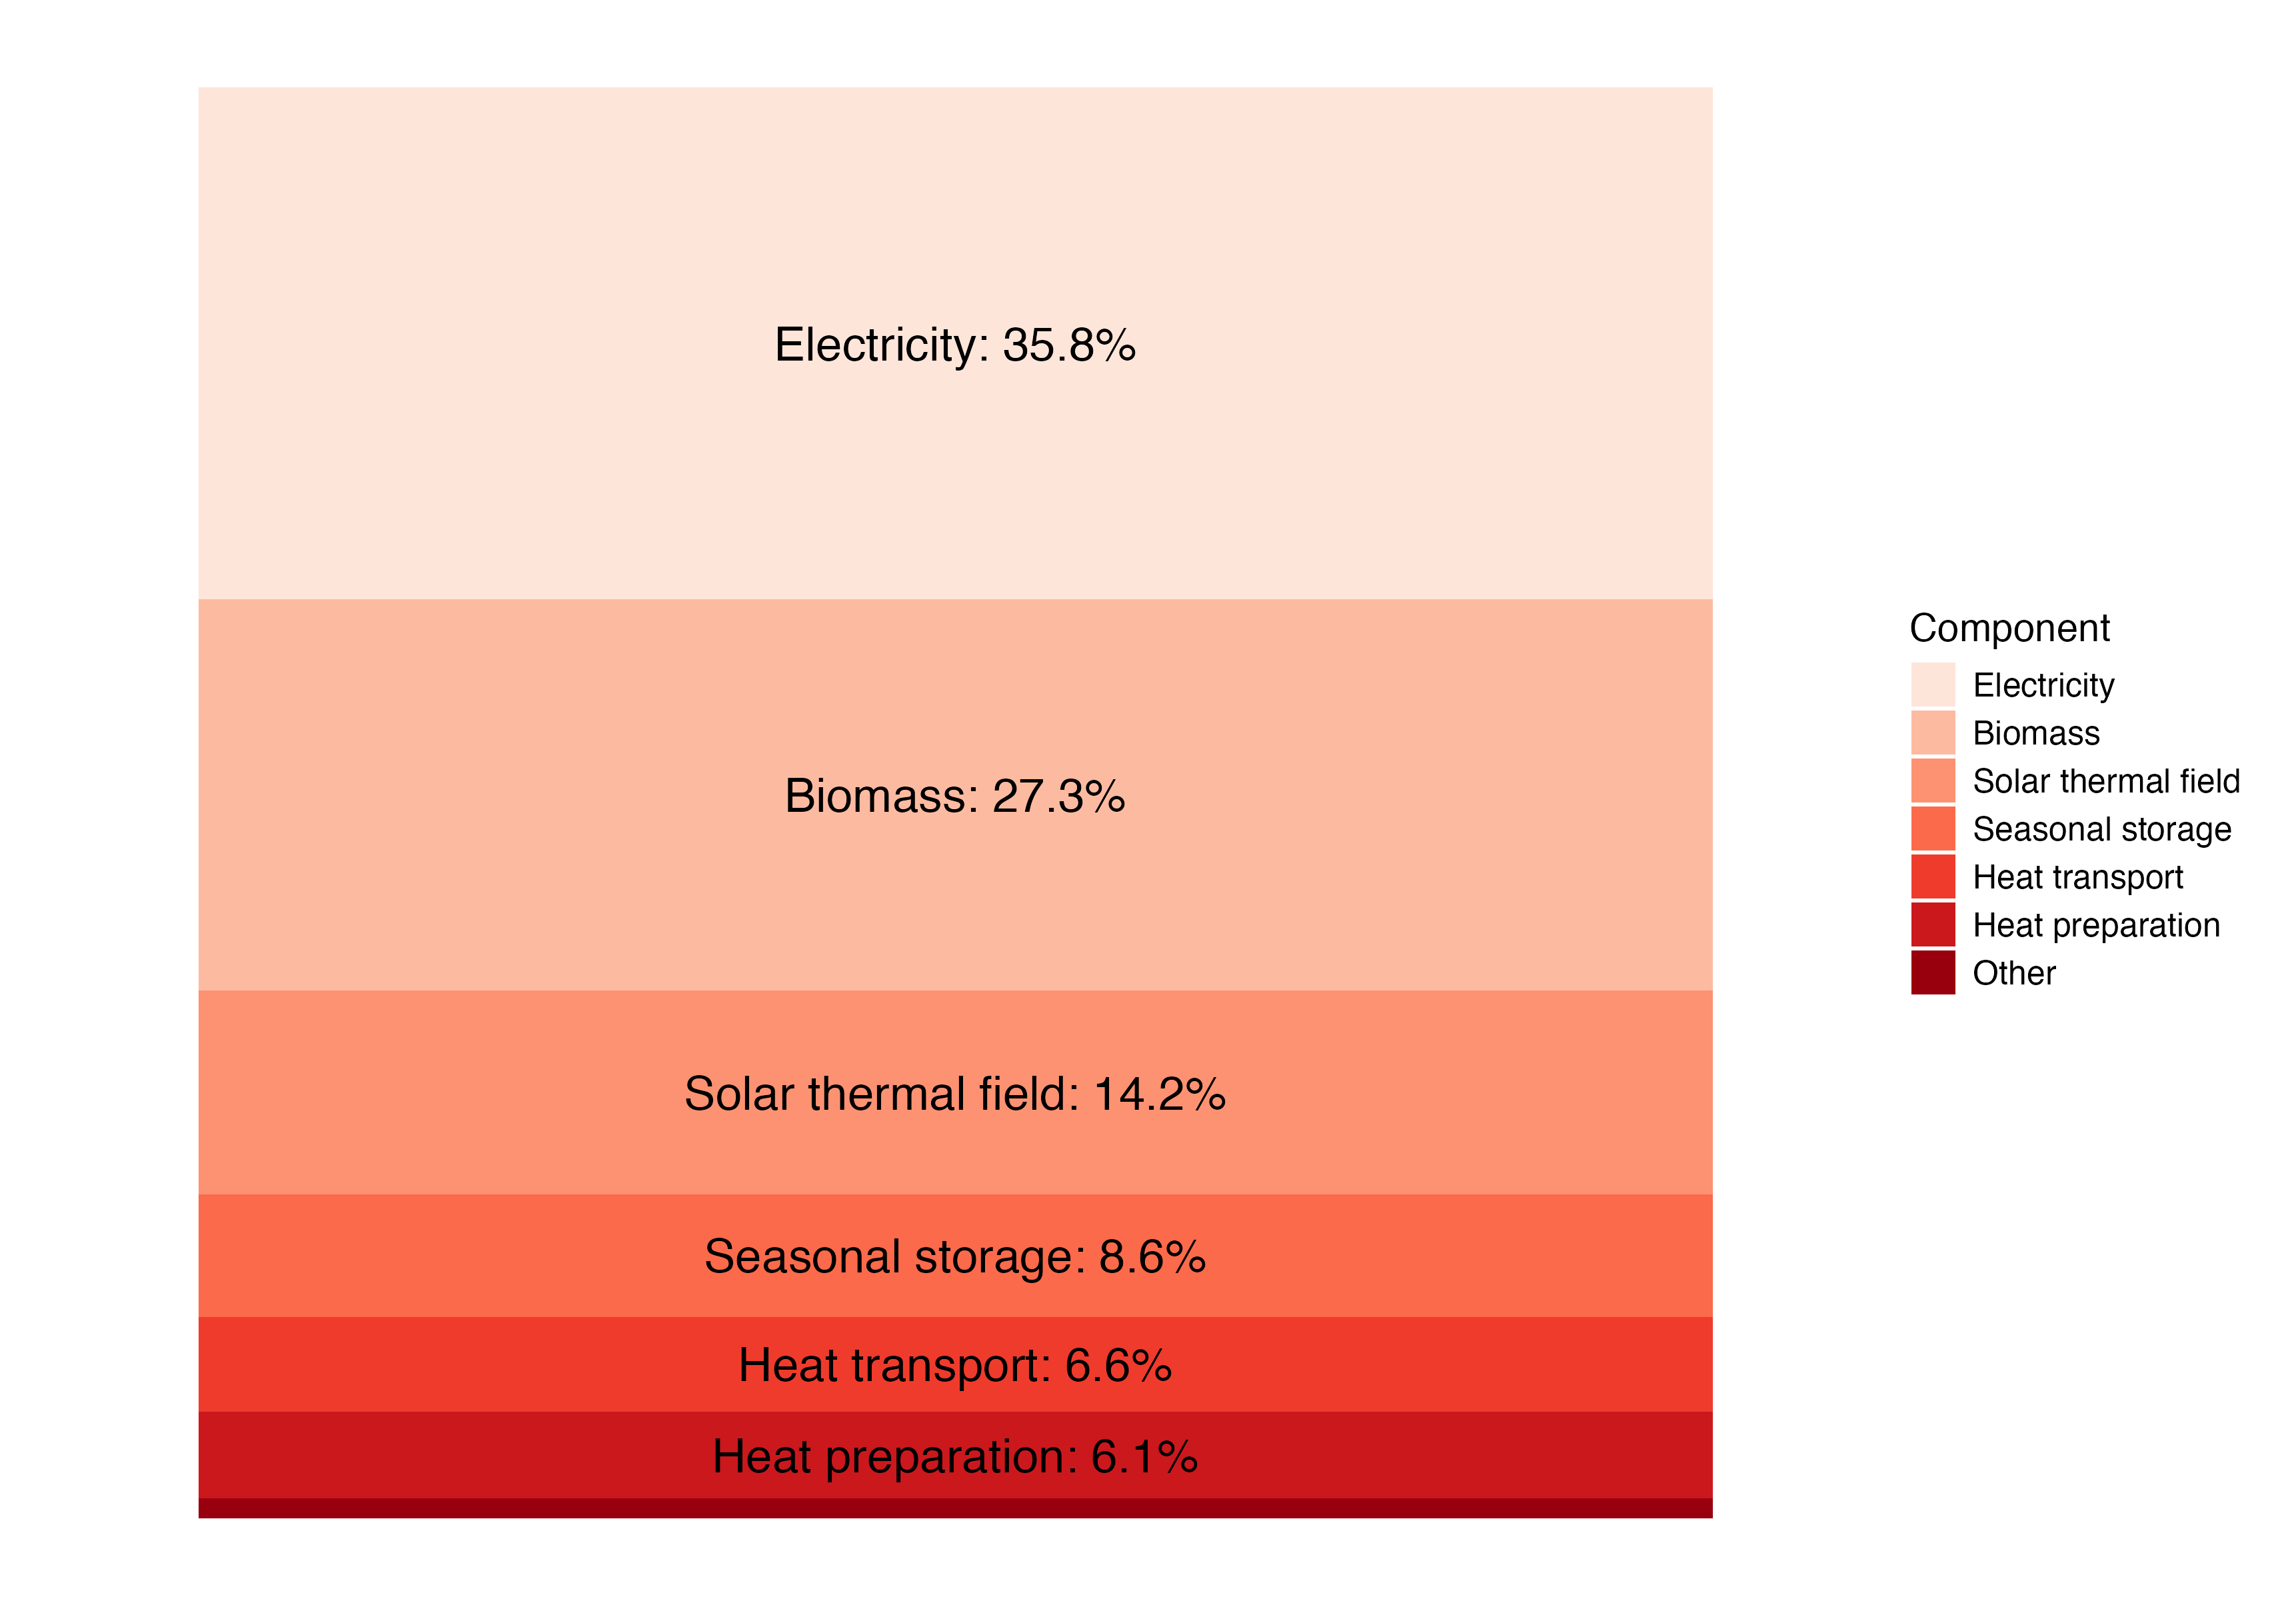 Electricity: 35.8%
Biomass: 27.3%
Solar thermal field: 14.2%
Seasonal storage: 8.6%
Heat transport: 6.6%
Heat preparation: 6.1%
Component
Electricity
Biomass
Solar thermal field
Seasonal storage
Heat transport
Heat preparation
Other